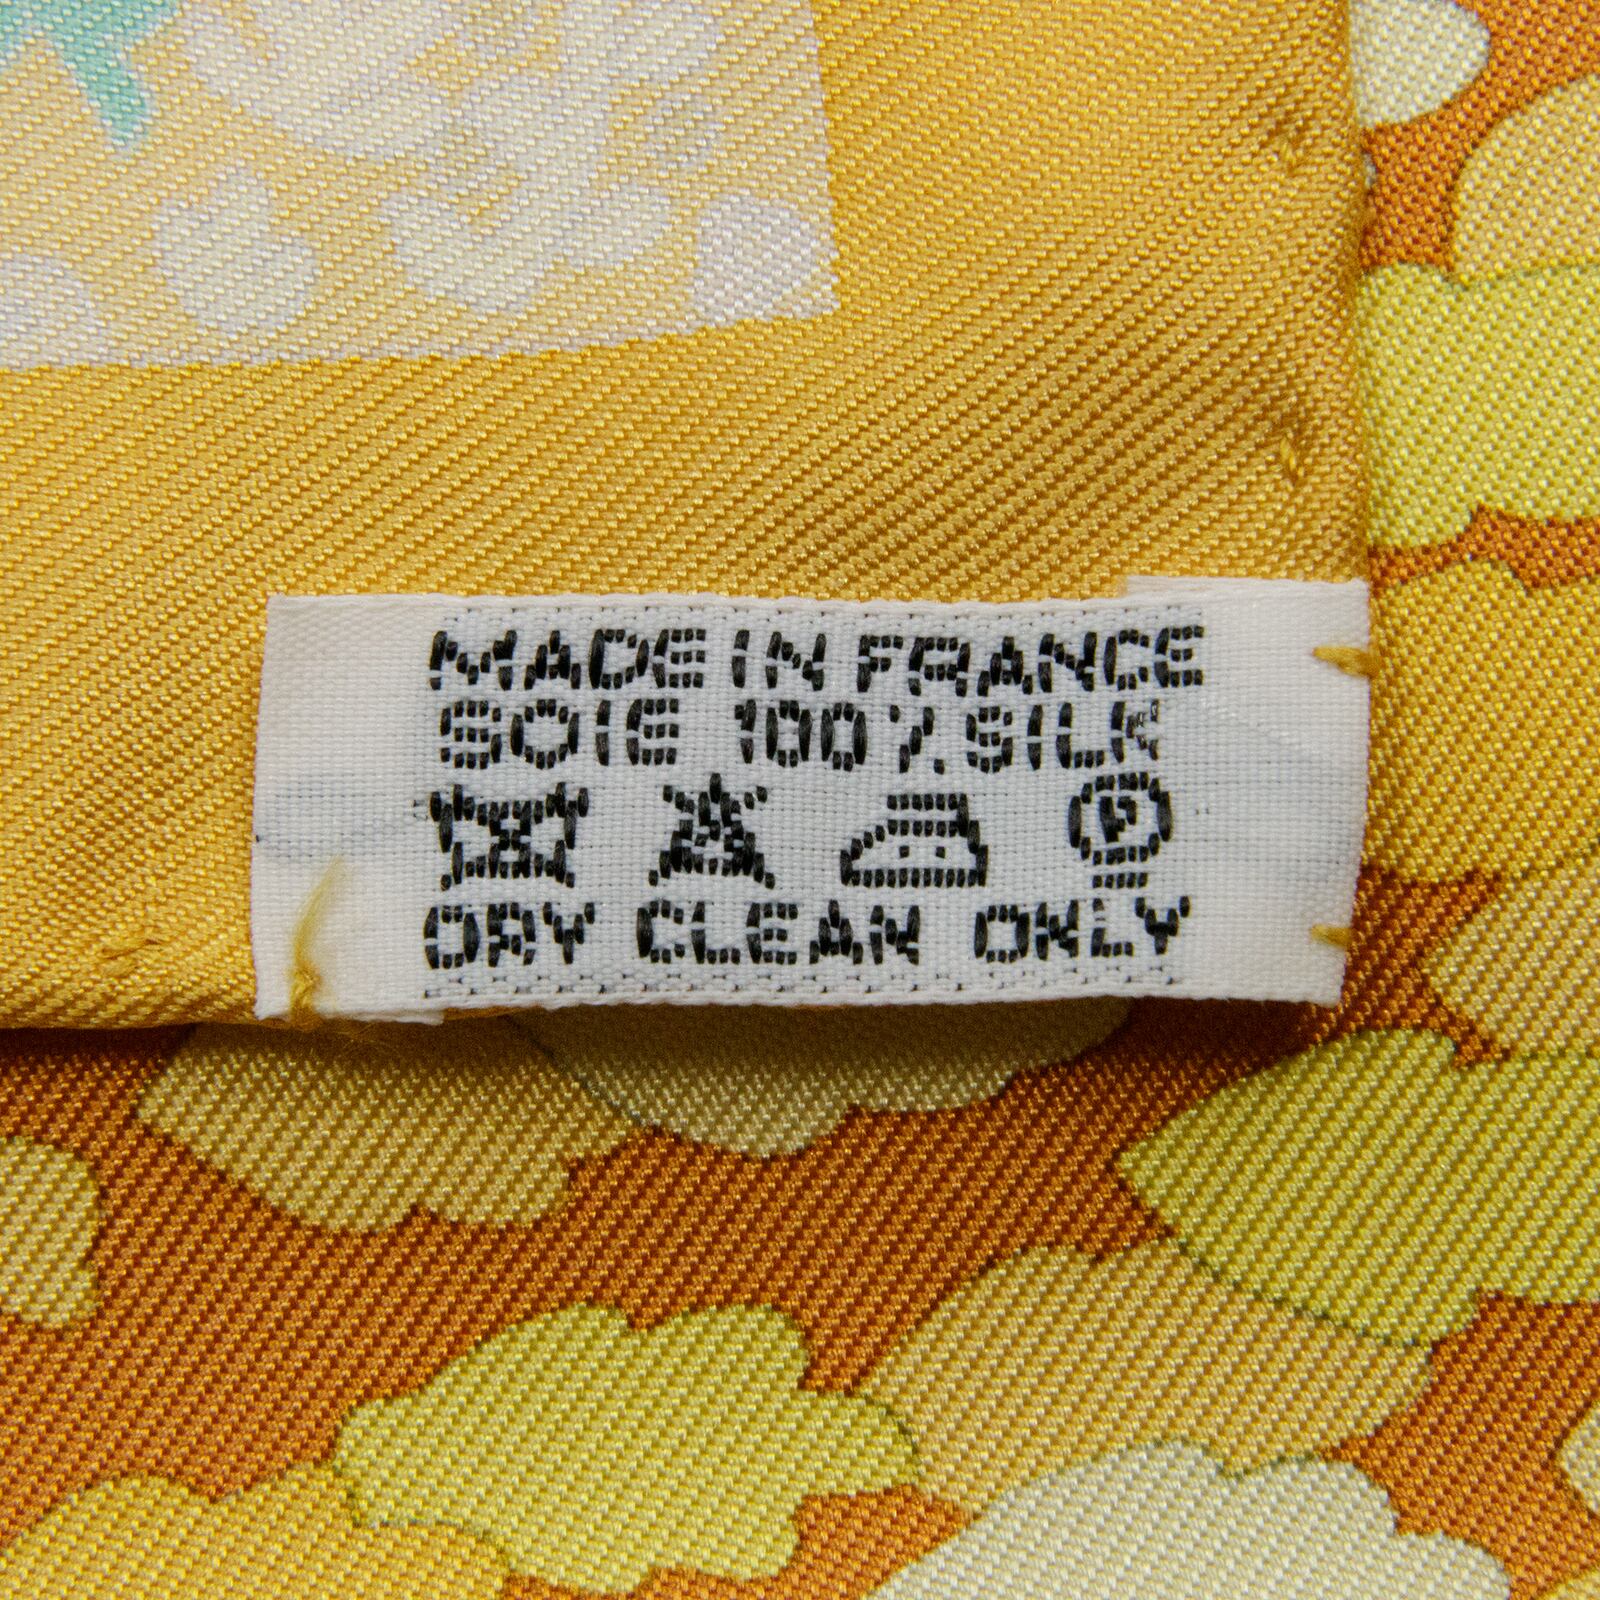 MADE IN FRANCE
SOIE 100% SILK
P
DRY CLEAN ONLY